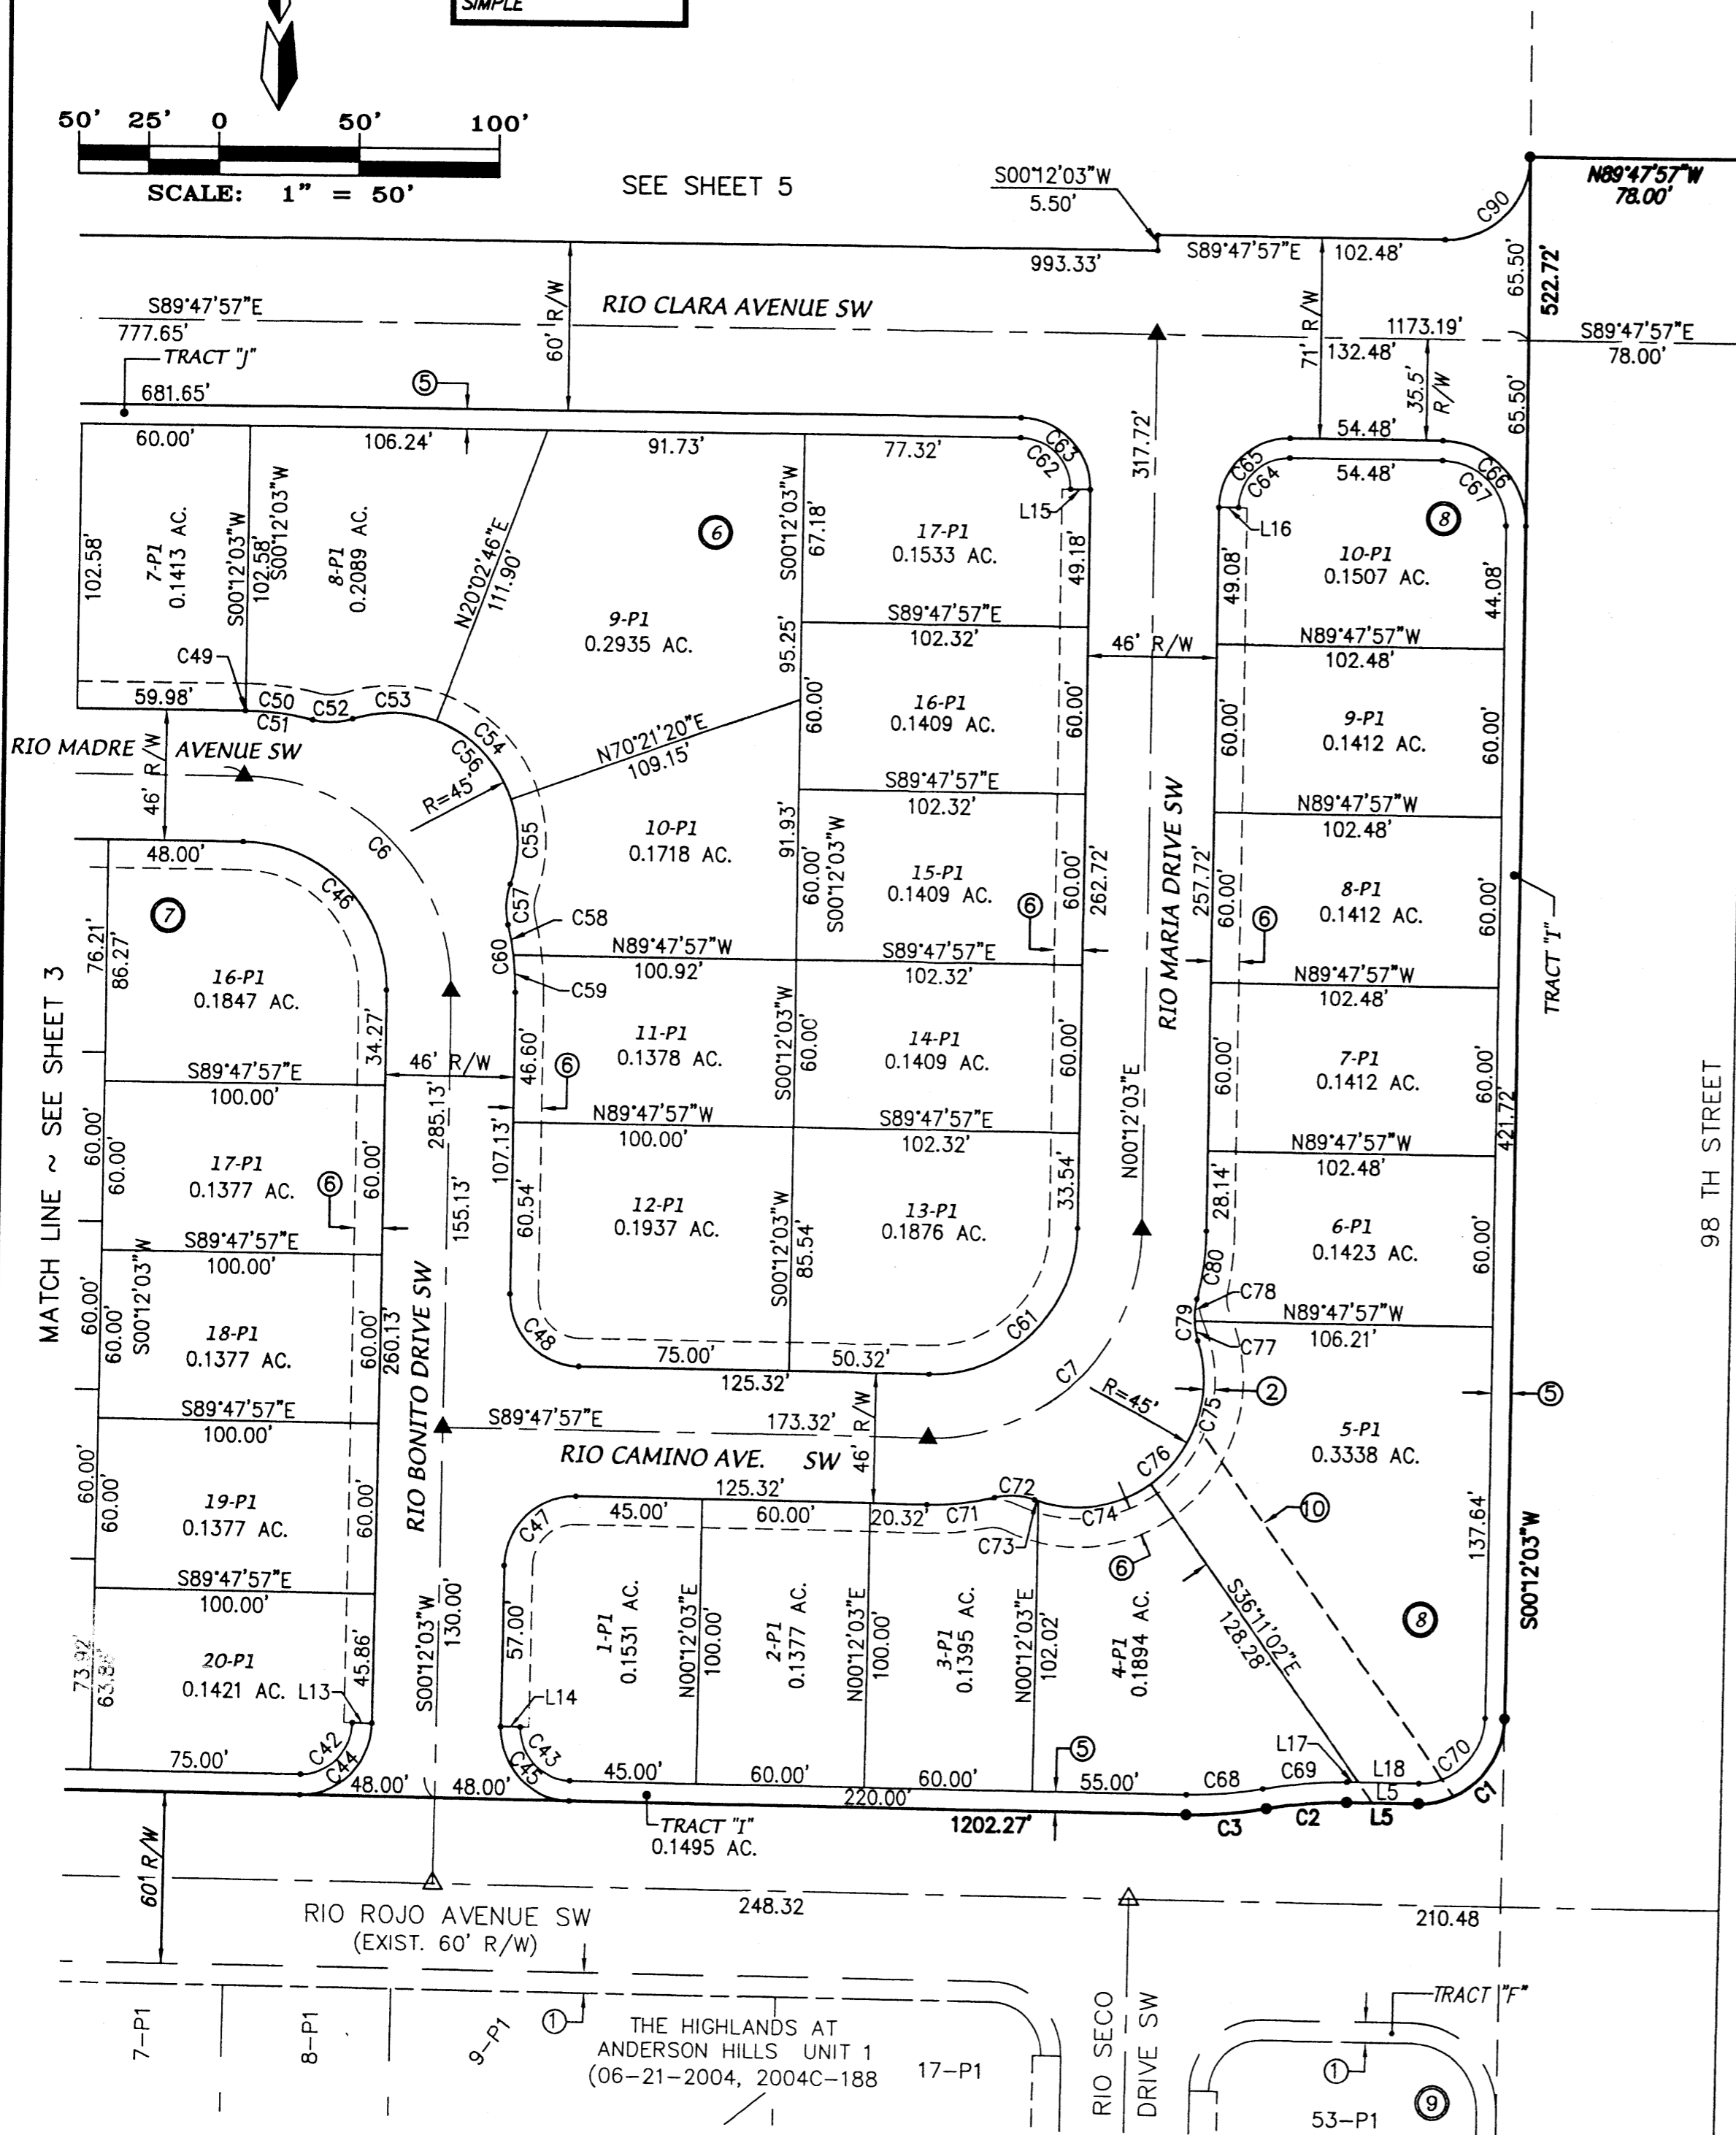 SIMPLE
50' 25' 0 50' 100'
SCALE: 1" = 50'
SEE SHEET 5
S00°12'03"W
5.50'
N89°47'57"W
78.00'
C90
S89°47'57"E 102.48'
993.33'
65.50'
522.72'
S89°47'57"E
777.65'
60' R/W
RIO CLARA AVENUE SW
71' R/W
1173.19'
132.48'
S89°47'57"E
78.00'
35.5'
R/W
65.50'
TRACT "J"
681.65'
5
60.00'
106.24'
91.73'
77.32'
C63
C62
L15
317.72'
54.48'
54.48'
C65
C64
C66
C67
L16
8
102.58'
7-P1
0.1413 AC.
S00°12'03"W
102.58'
S00°12'03"W
8-P1
0.2089 AC.
N20°02'46"E
111.90'
6
S00°12'03"W
67.18'
17-P1
0.1533 AC.
49.18'
49.08'
10-P1
0.1507 AC.
44.08'
9-P1
0.2935 AC.
95.25'
S89°47'57"E
102.32'
46' R/W
N89°47'57"W
102.48'
C49
59.98'
C50
C51
C52
C53
C54
C56
R=45'
N70°21'20"E
109.15'
60.00'
16-P1
0.1409 AC.
60.00'
60.00'
9-P1
0.1412 AC.
60.00'
RIO MADRE AVENUE SW
46' R/W
S89°47'57"E
102.32'
N89°47'57"W
102.48'
RIO MARIA DRIVE SW
48.00'
C6
C46
C55
10-P1
0.1718 AC.
91.93'
60.00'
S00°12'03"W
15-P1
0.1409 AC.
60.00'
262.72'
257.72'
60.00'
8-P1
0.1412 AC.
60.00'
TRACT "I"
7
6
6
C57
C58
C60
C59
N89°47'57"W
100.92'
S89°47'57"E
102.32'
N89°47'57"W
102.48'
MATCH LINE ~ SEE SHEET 3
76.21'
86.27'
16-P1
0.1847 AC.
34.27'
46' R/W
46.60'
6
11-P1
0.1378 AC.
S00°12'03"W
60.00'
14-P1
0.1409 AC.
60.00'
60.00'
7-P1
0.1412 AC.
60.00'
421.72'
98 TH STREET
S89°47'57"E
100.00'
285.13'
N89°47'57"W
100.00'
S89°47'57"E
102.32'
N00°12'03"E
N89°47'57"W
102.48'
60.00'
60.00'
17-P1
0.1377 AC.
6
60.00'
155.13'
107.13'
60.54'
12-P1
0.1937 AC.
S00°12'03"W
85.54'
13-P1
0.1876 AC.
33.54'
28.14'
6-P1
0.1423 AC.
60.00'
S89°47'57"E
100.00'
S00°12'03"W
C80
C78
C79
C77
N89°47'57"W
106.21'
60.00'
60.00'
18-P1
0.1377 AC.
60.00'
260.13'
RIO BONITO DRIVE SW
C48
75.00'
50.32'
125.32'
C61
C7
R=45'
2
C75
5
5-P1
0.3338 AC.
S89°47'57"E
100.00'
S89°47'57"E
173.32'
RIO CAMINO AVE. SW
46' R/W
C76
60.00'
60.00'
19-P1
0.1377 AC.
60.00'
125.32'
45.00'
60.00'
20.32'
C47
C71
C72
C73
C74
6
10
137.64'
S00°12'03"W
S89°47'57"E
100.00'
S00°12'03"W
130.00'
57.00'
1-P1
0.1531 AC.
N00°12'03"E
100.00'
2-P1
0.1377 AC.
N00°12'03"E
100.00'
3-P1
0.1395 AC.
N00°12'03"E
102.02'
4-P1
0.1894 AC.
S36°11'02"E
128.28'
8
73.92'
20-P1
0.1421 AC.
L13
45.86'
L14
C42
C44
C43
C45
75.00'
48.00'
48.00'
45.00'
60.00'
60.00'
5
55.00'
L17
C68
C69
L18
L5
C70
C1
220.00'
1202.27'
C3
C2
L5
TRACT "I"
0.1495 AC.
60' R/W
RIO ROJO AVENUE SW
(EXIST. 60' R/W)
248.32
210.48
7-P1
8-P1
9-P1
1
THE HIGHLANDS AT
ANDERSON HILLS UNIT 1
(06-21-2004, 2004C-188
17-P1
RIO SECO
DRIVE SW
TRACT "F"
1
9
53-P1